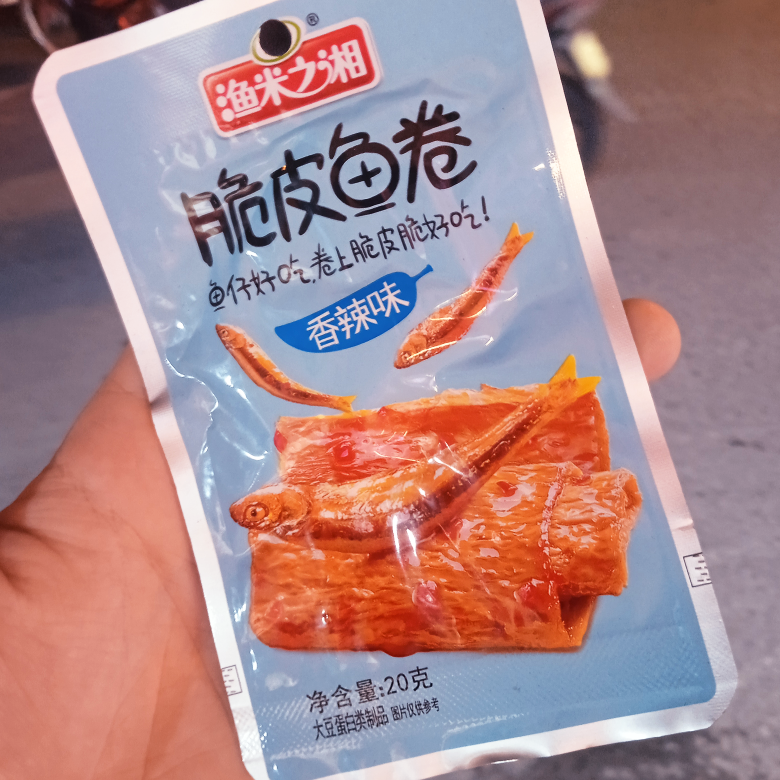 渔米之湘®
脆皮鱼卷
鱼仔好吃,卷上脆皮脆好吃!
香辣味
净含量:20克
大豆蛋白类制品 图片仅供参考